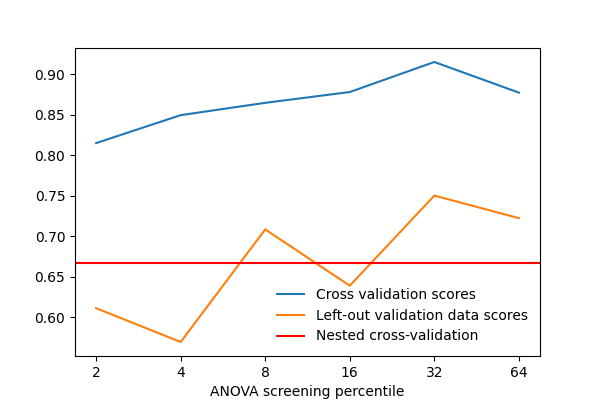 0.90
0.85
0.80
0.75
0.70
0.65
0.60
Cross validation scores
Left-out validation data scores
Nested cross-validation
2 4 8 16 32 64
ANOVA screening percentile